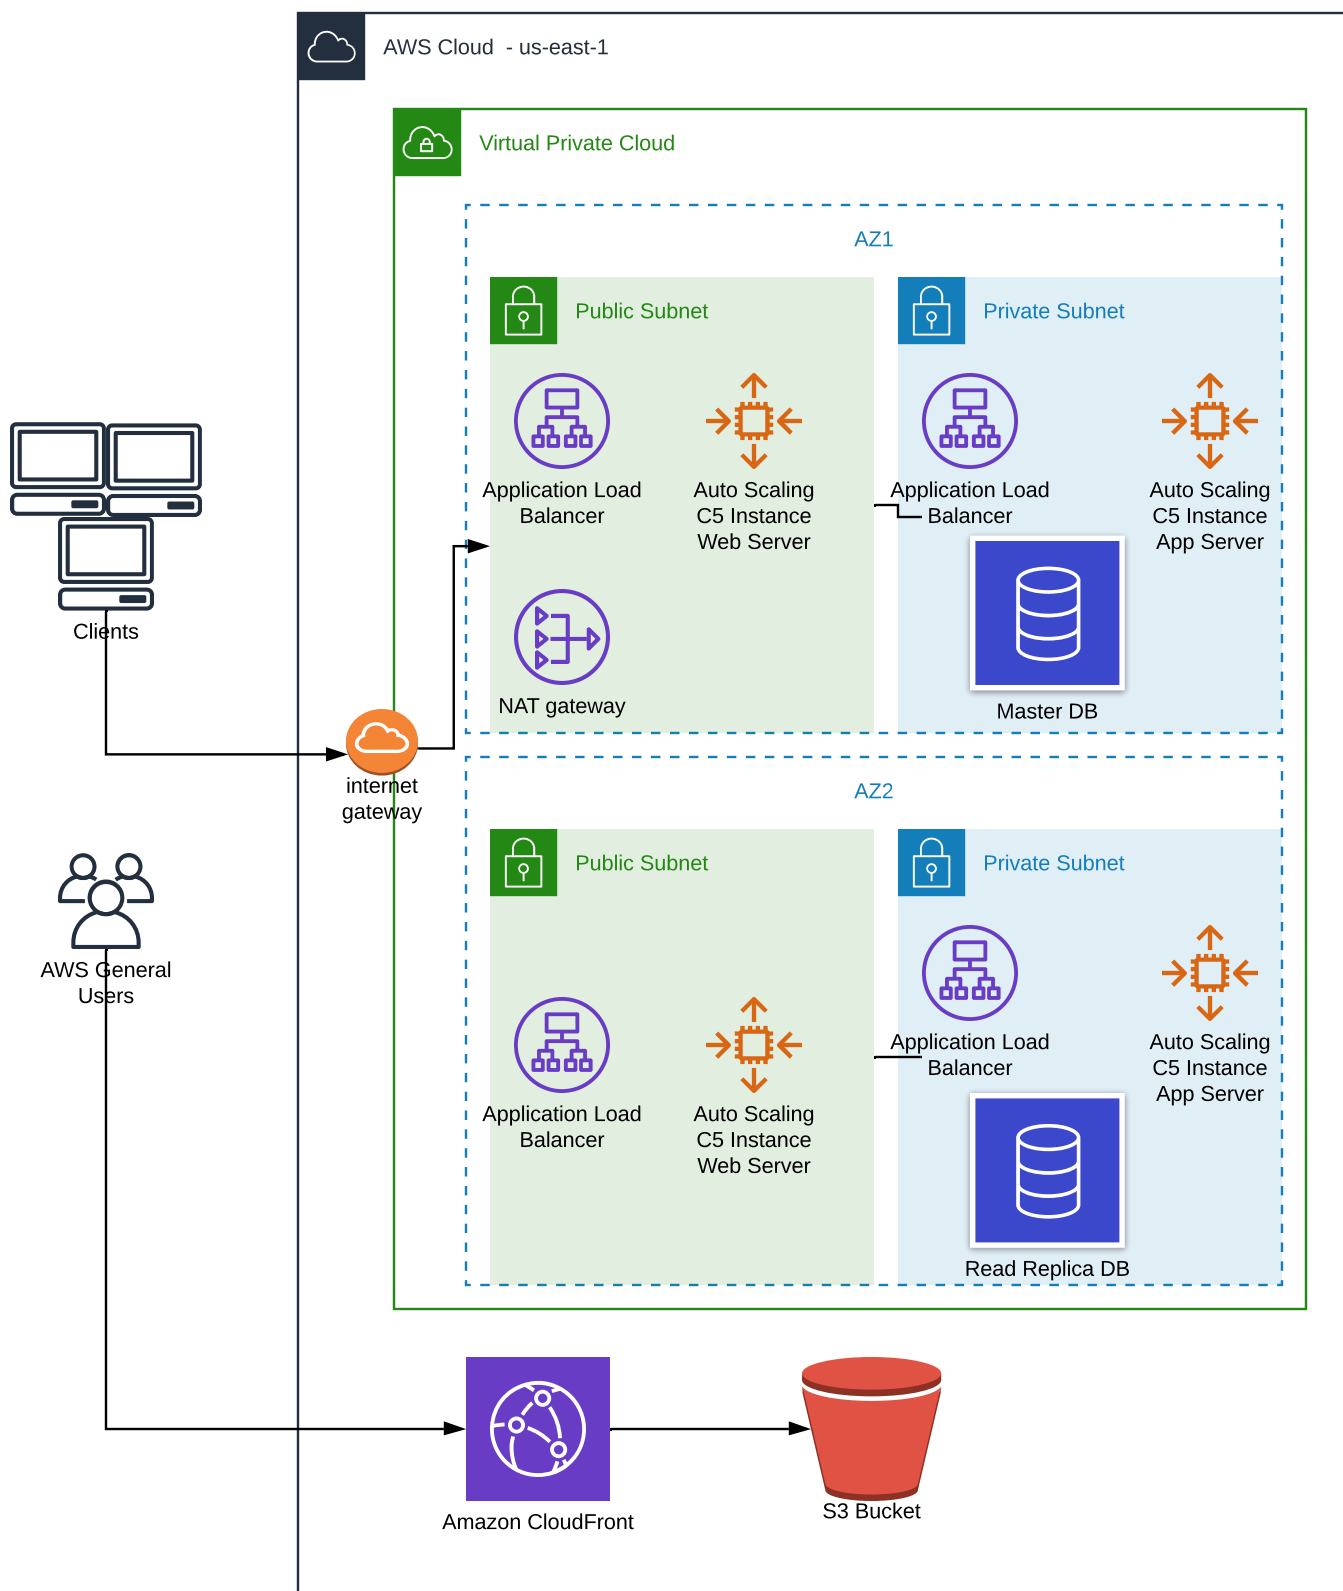 AWS Cloud - us-east-1
Virtual Private Cloud
AZ1
Public Subnet
Private Subnet
Application Load
Balancer
Auto Scaling
C5 Instance
Web Server
Application Load
Balancer
Auto Scaling
C5 Instance
App Server
NAT gateway
Master DB
Clients
internet
gateway
AZ2
Public Subnet
Private Subnet
Application Load
Balancer
Auto Scaling
C5 Instance
Web Server
Application Load
Balancer
Auto Scaling
C5 Instance
App Server
Read Replica DB
AWS General
Users
Amazon CloudFront
S3 Bucket